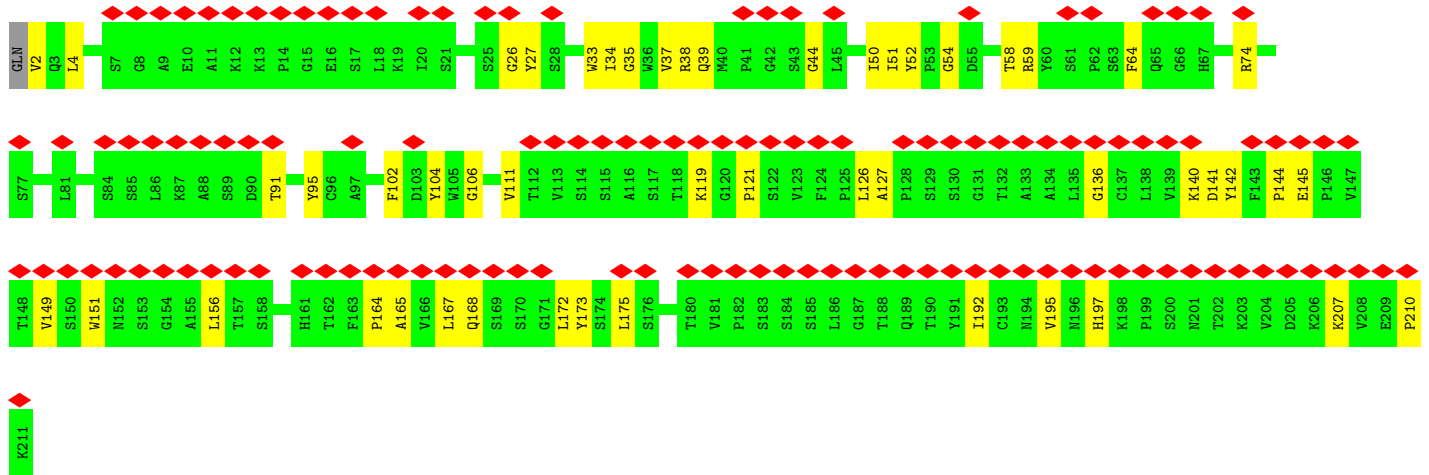 GLN V2 Q3 L4 S7 G8 A9 E10 A11 K12 K13 P14 G15 E16 S17 L18 K19 I20 S21 S25 G26 Y27 S28 W33 I34 G35 W36 V37 R38 Q39 M40 P41 G42 S43 G44 L45 I50 I51 Y52 P53 G54 D55 T58 R59 Y60 S61 P62 S63 F64 Q65 G66 H67 R74
S77 L81 S84 S85 L86 K87 A88 S89 D90 T91 Y95 C96 A97 F102 D103 Y104 W105 G106 V111 T112 V113 S114 S115 A116 S117 T118 K119 G120 P121 S122 V123 F124 P125 L126 A127 P128 S129 S130 G131 T132 A133 A134 L135 G136 C137 L138 V139 K140 D141 Y142 F143 P144 E145 P146 V147
T148 V149 S150 W151 N152 S153 G154 A155 L156 T157 S158 H161 T162 F163 P164 A165 V166 L167 Q168 S169 S170 G171 L172 Y173 S174 L175 S176 T180 V181 P182 S183 S184 S185 L186 G187 T188 Q189 T190 Y191 I192 C193 N194 V195 N196 H197 K198 P199 S200 N201 T202 K203 V204 D205 K206 K207 V208 E209 P210
K211